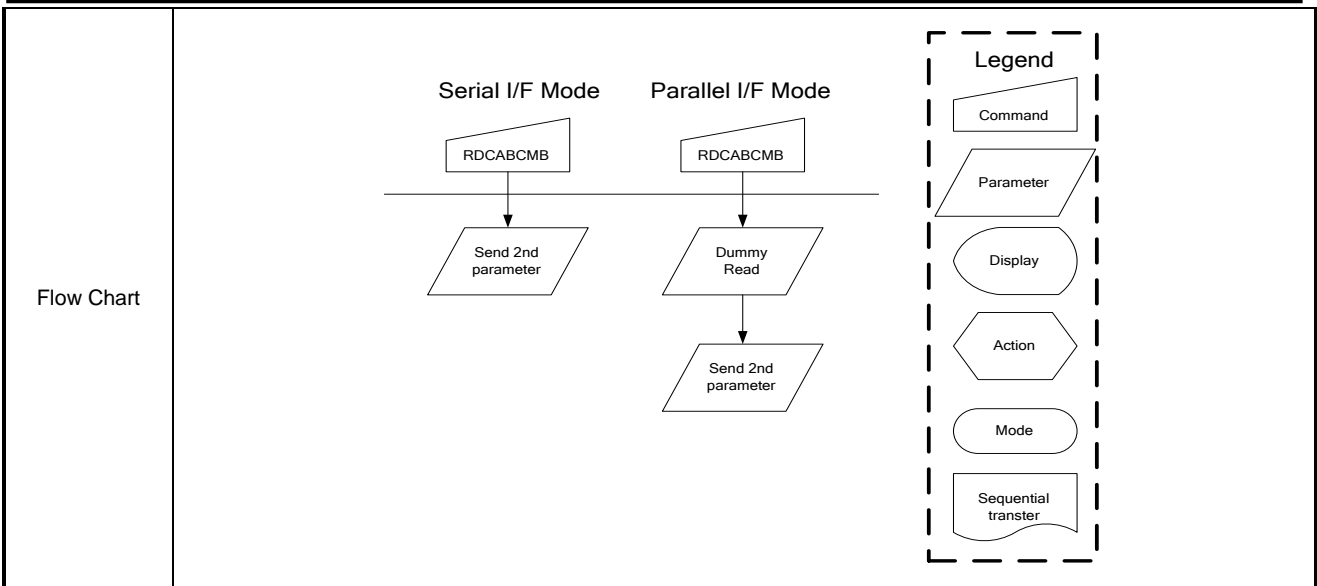 Flow Chart
Serial I/F Mode
RDCABCMB
Send 2nd
parameter
Parallel I/F Mode
RDCABCMB
Dummy
Read
Send 2nd
parameter
Legend
Command
Parameter
Display
Action
Mode
Sequential
transter